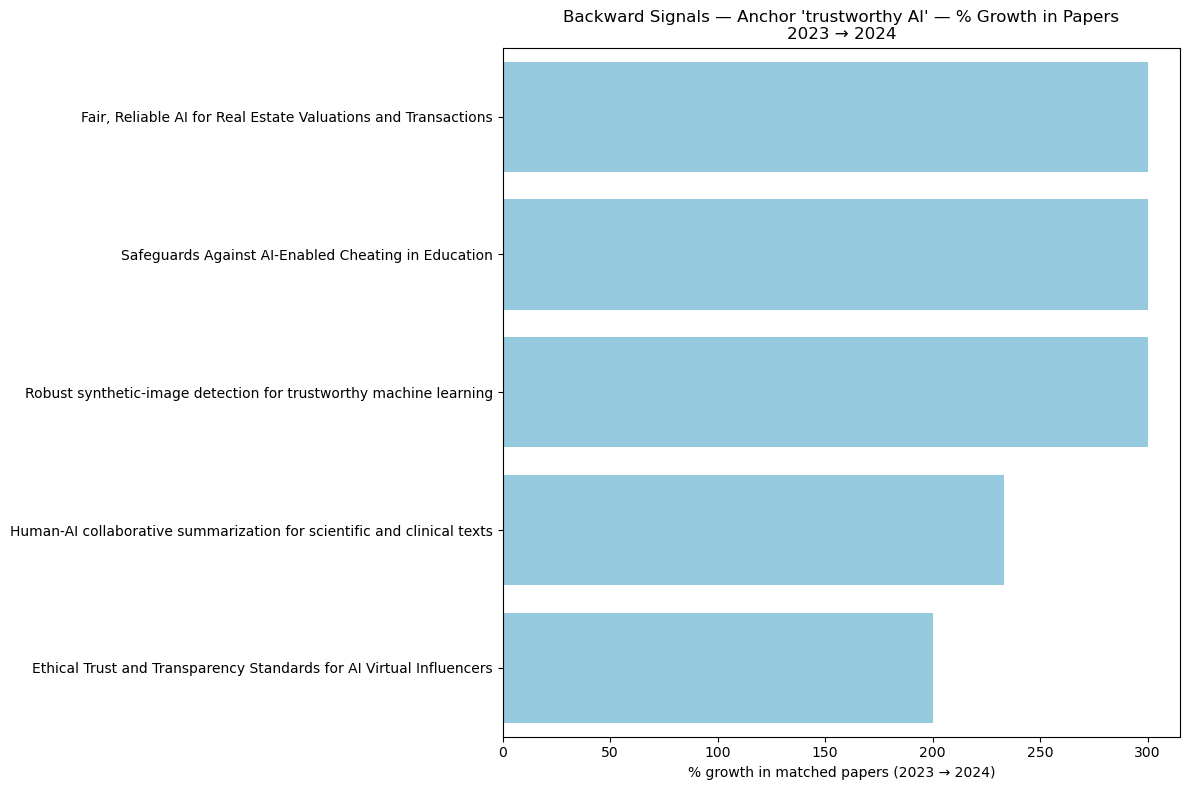 Backward Signals — Anchor 'trustworthy AI' — % Growth in Papers
2023 → 2024
Fair, Reliable AI for Real Estate Valuations and Transactions
Safeguards Against AI-Enabled Cheating in Education
Robust synthetic-image detection for trustworthy machine learning
Human-AI collaborative summarization for scientific and clinical texts
Ethical Trust and Transparency Standards for AI Virtual Influencers
0 50 100 150 200 250 300
% growth in matched papers (2023 → 2024)